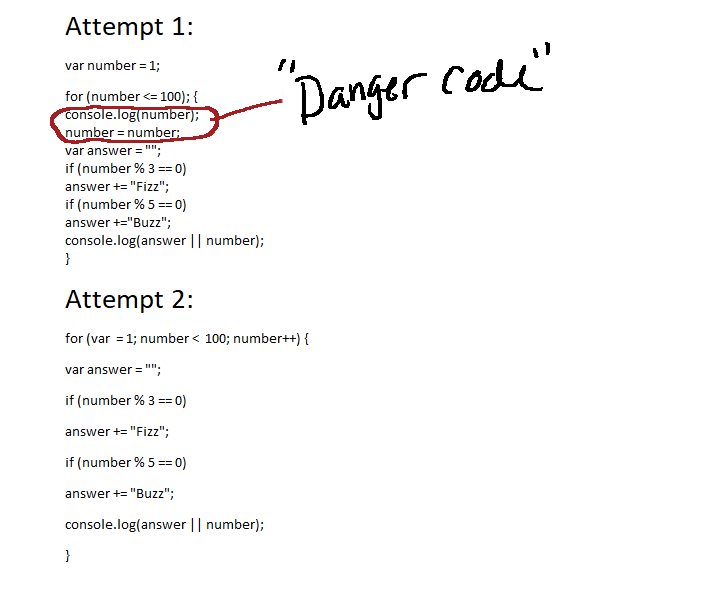 Attempt 1:
var number = 1;
"Danger code"
for (number <= 100); {
console.log(number);
number = number;
var answer = "";
if (number % 3 == 0)
answer += "Fizz";
if (number % 5 == 0)
answer +="Buzz";
console.log(answer || number);
}
Attempt 2:
for (var  = 1; number <  100; number++) {
var answer = "";
if (number % 3 == 0)
answer += "Fizz";
if (number % 5 == 0)
answer += "Buzz";
console.log(answer || number);
}